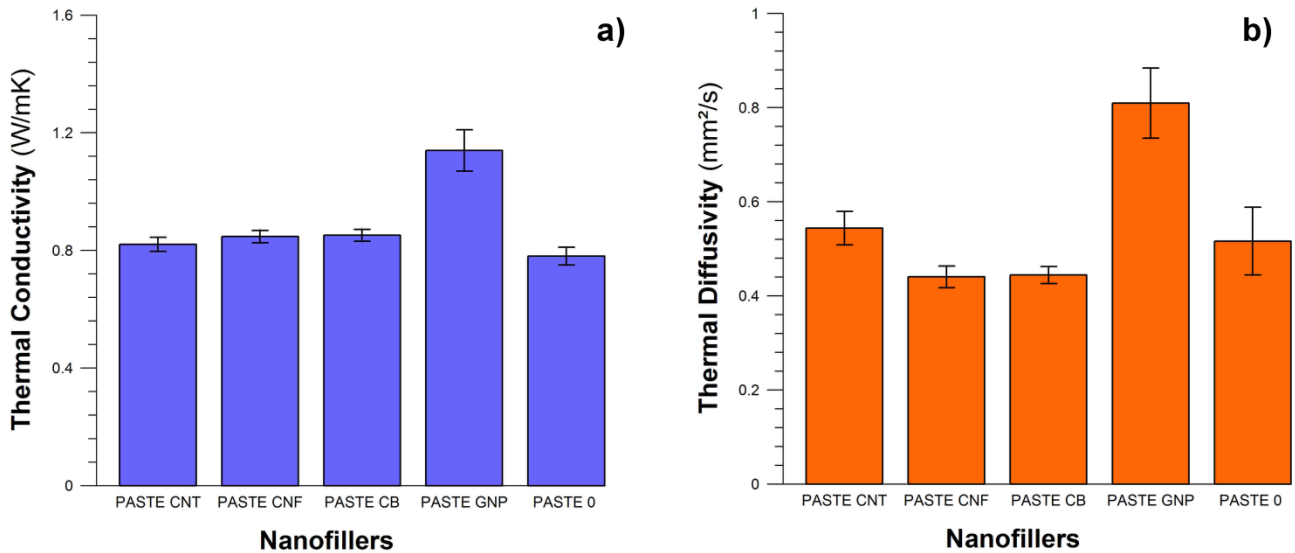 a)
Thermal Conductivity (W/mK)
1.6
1.2
0.8
0.4
0
PASTE CNT PASTE CNF PASTE CB PASTE GNP PASTE 0
Nanofillers
b)
Thermal Diffusivity (mm²/s)
1
0.8
0.6
0.4
0.2
0
PASTE CNT PASTE CNF PASTE CB PASTE GNP PASTE 0
Nanofillers